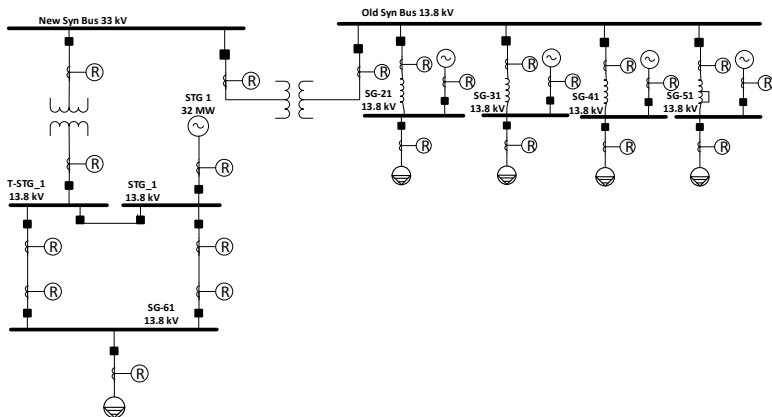 New Syn Bus 33 kV
Old Syn Bus 13.8 kV
R
R
R
R
R
R
R
R
R
R
R
STG 1
32 MW
SG-21
13.8 kV
SG-31
13.8 kV
SG-41
13.8 kV
SG-51
13.8 kV
R
R
R
R
R
R
T-STG_1
13.8 kV
STG_1
13.8 kV
R
R
R
R
SG-61
13.8 kV
R